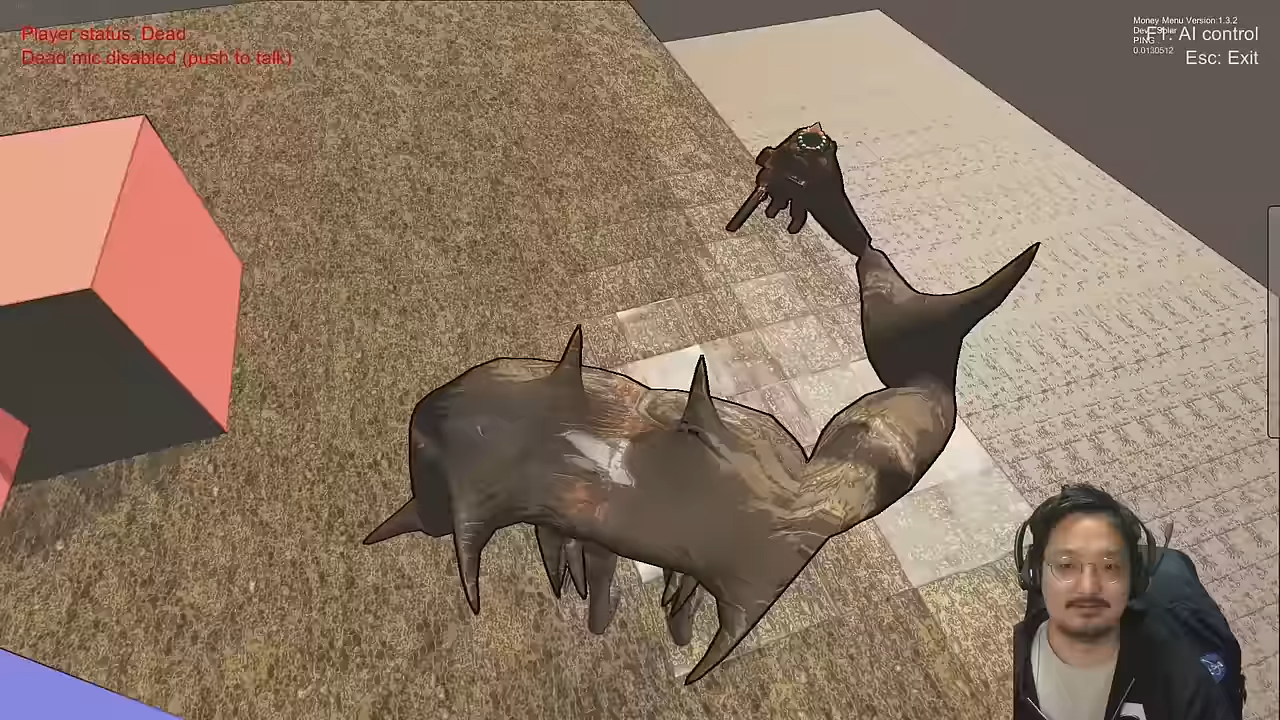 Player status: Dead
Dead mic disabled (push to talk)
Money Menu Version:1.3.2
F1: AI control
PING
0.0130512
Esc: Exit